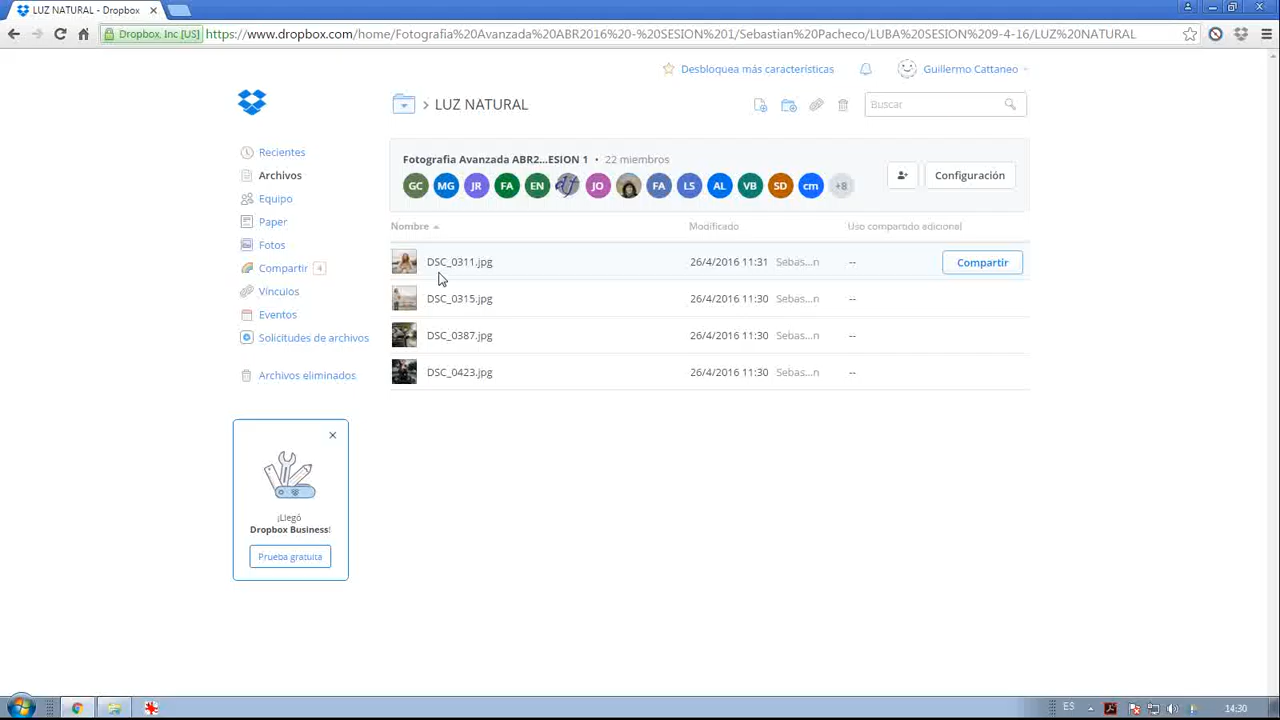 LUZ NATURAL - Dropbox
Dropbox, Inc [US] https://www.dropbox.com/home/Fotografia%20Avanzada%20ABR2016%20-%20SESION%201/Sebastian%20Pacheco/LUBA%20SESION%209-4-16/LUZ%20NATURAL
Desbloquea más características
Guillermo Cattaneo
LUZ NATURAL
Buscar
Fotografia Avanzada ABR2...ESION 1 • 22 miembros
GC MG JR FA EN JO FA LS AL VB SD cm +8
Configuración
Recientes
Archivos
Equipo
Paper
Fotos
Compartir 4
Vínculos
Eventos
Solicitudes de archivos
Archivos eliminados
Nombre Modificado Uso compartido adicional
DSC_0311.jpg 26/4/2016 11:31 Sebas...n -- Compartir
DSC_0315.jpg 26/4/2016 11:30 Sebas...n --
DSC_0387.jpg 26/4/2016 11:30 Sebas...n --
DSC_0423.jpg 26/4/2016 11:30 Sebas...n --
¡Llegó
Dropbox Business!
Prueba gratuita
ES 14:30